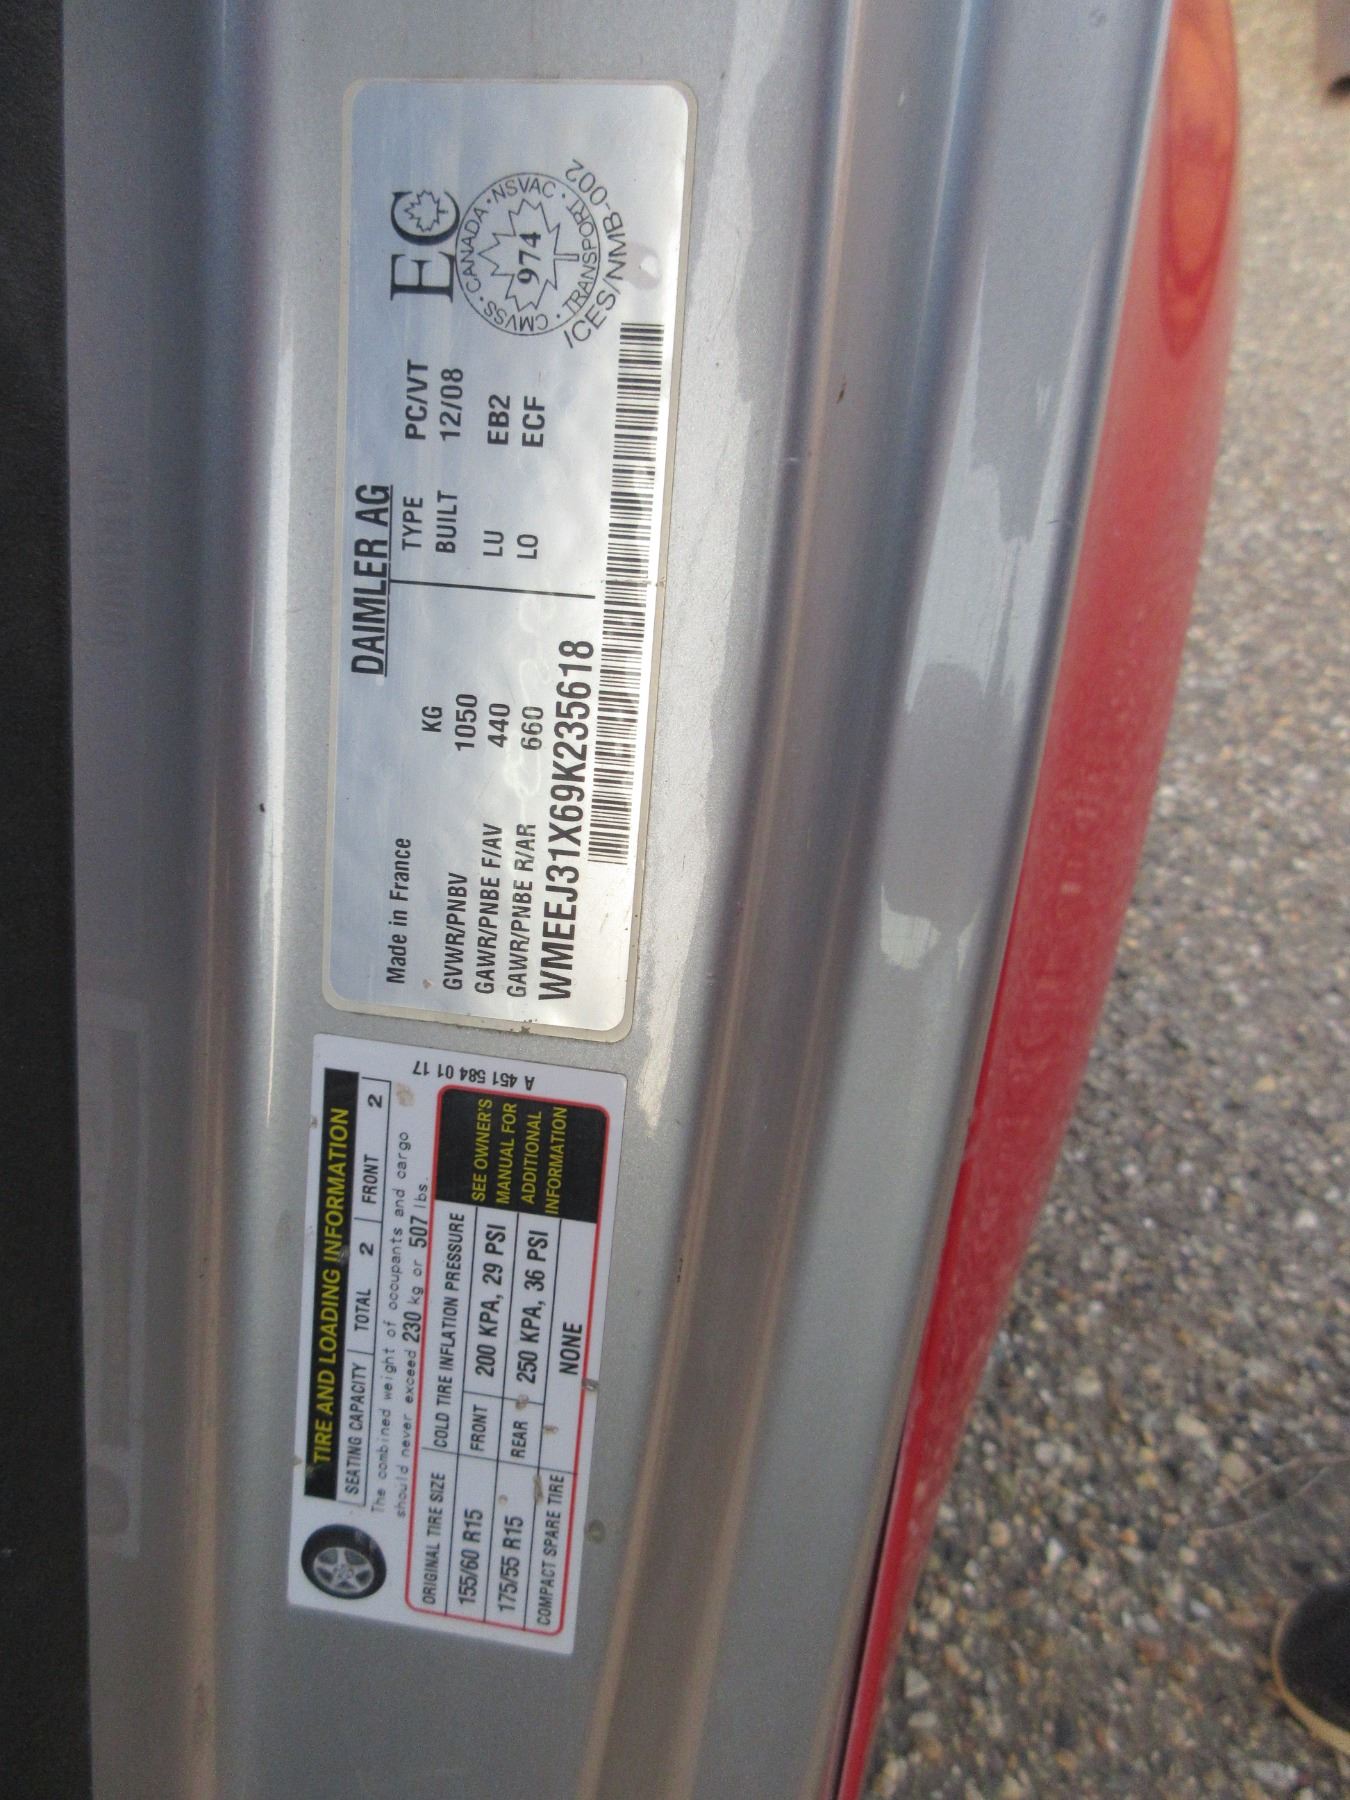 DAIMLER AG
Made in France
KG
GVWR/PNBV 1050
GAWR/PNBE F/AV 440
GAWR/PNBE R/AR 660
TYPE PC/VT
BUILT 12/08
LU EB2
LO ECF
WMEEJ31X69K235618
EC
CMVSS · CANADA · NSVAC · TRANSPORT ·
974
ICES/NMB-002
TIRE AND LOADING INFORMATION
SEATING CAPACITY TOTAL 2 FRONT 2
The combined weight of occupants and cargo
should never exceed 230 kg or 507 lbs.
ORIGINAL TIRE SIZE COLD TIRE INFLATION PRESSURE
155/60 R15 FRONT 200 KPA, 29 PSI
175/55 R15 REAR 250 KPA, 36 PSI
COMPACT SPARE TIRE NONE
SEE OWNER'S
MANUAL FOR
ADDITIONAL
INFORMATION
A 451 584 01 17